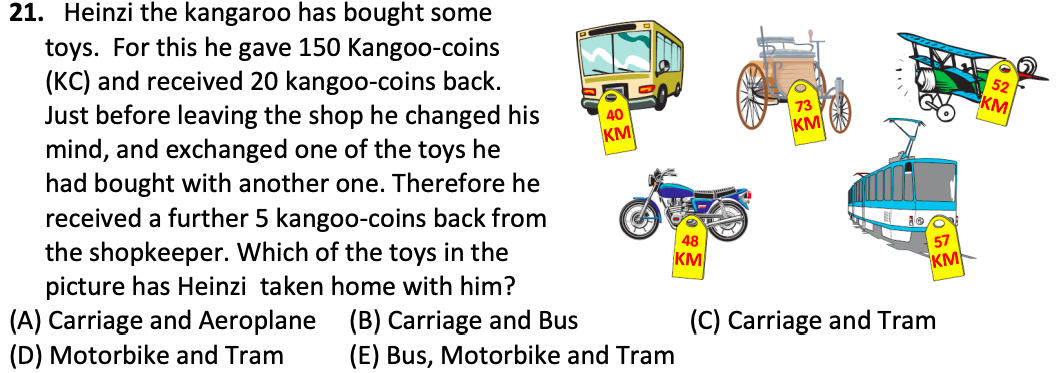 21. Heinzi the kangaroo has bought some
toys. For this he gave 150 Kangoo-coins
(KC) and received 20 kangoo-coins back.
Just before leaving the shop he changed his
mind, and exchanged one of the toys he
had bought with another one. Therefore he
received a further 5 kangoo-coins back from
the shopkeeper. Which of the toys in the
picture has Heinzi taken home with him?
40
KM
73
KM
52
KM
48
KM
57
KM
(A) Carriage and Aeroplane (B) Carriage and Bus (C) Carriage and Tram
(D) Motorbike and Tram (E) Bus, Motorbike and Tram